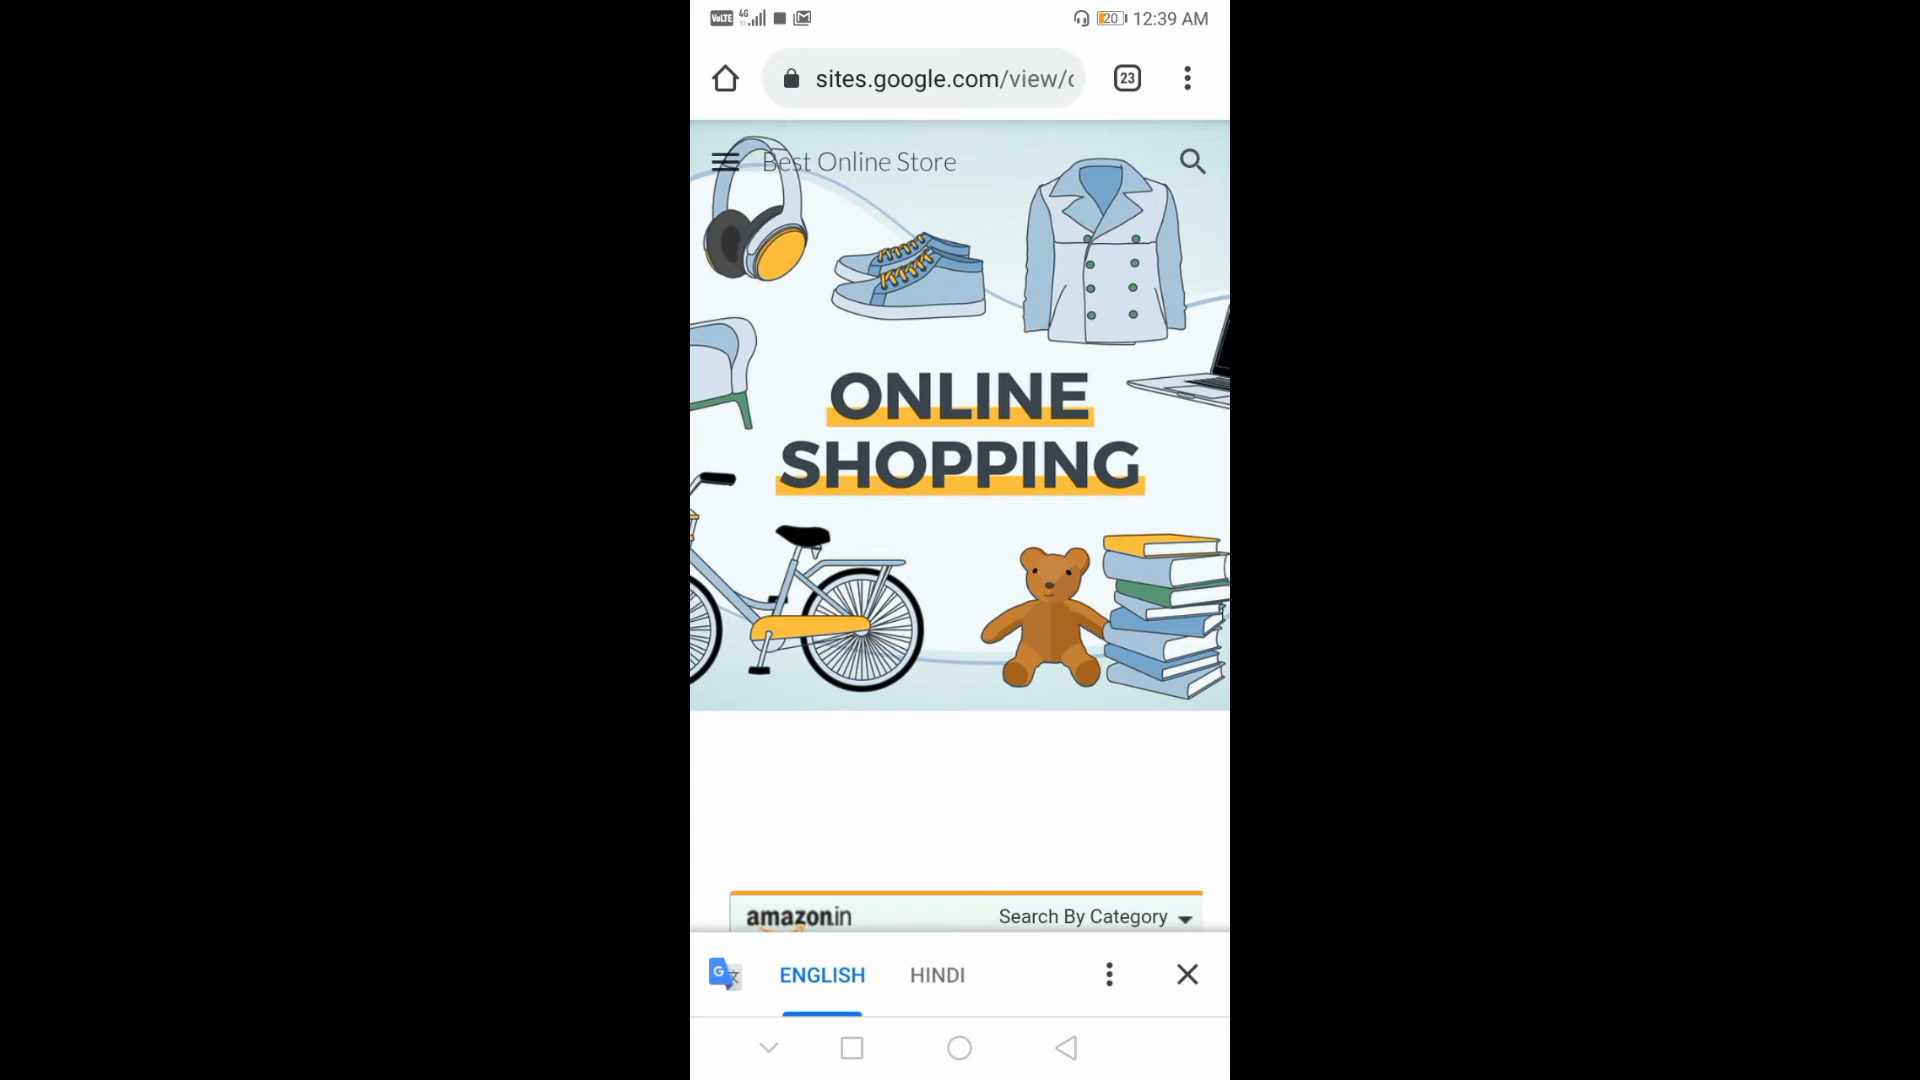 VoLTE 4G 20 12:39 AM
sites.google.com/view/
23
Best Online Store
ONLINE
SHOPPING
amazon.in Search By Category
G ENGLISH HINDI